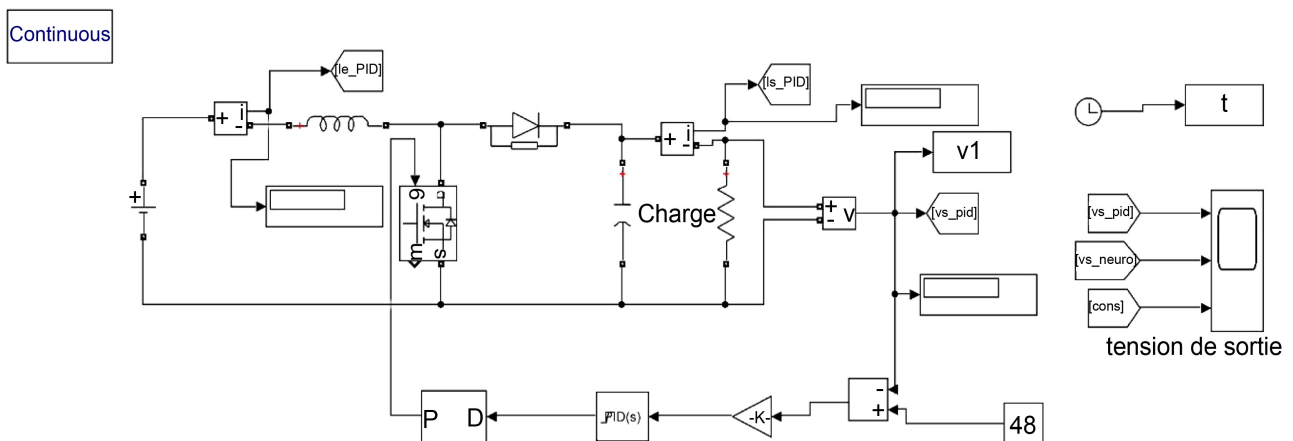 Continuous
[Ie_PID]
[Is_PID]
t
v1
+
i
-
+
i
-
+
g
m
s
Charge
+
-
v
[vs_pid]
[vs_pid]
[vs_neuro]
[cons]
tension de sortie
P
D
PID(s)
-K-
-
+
48